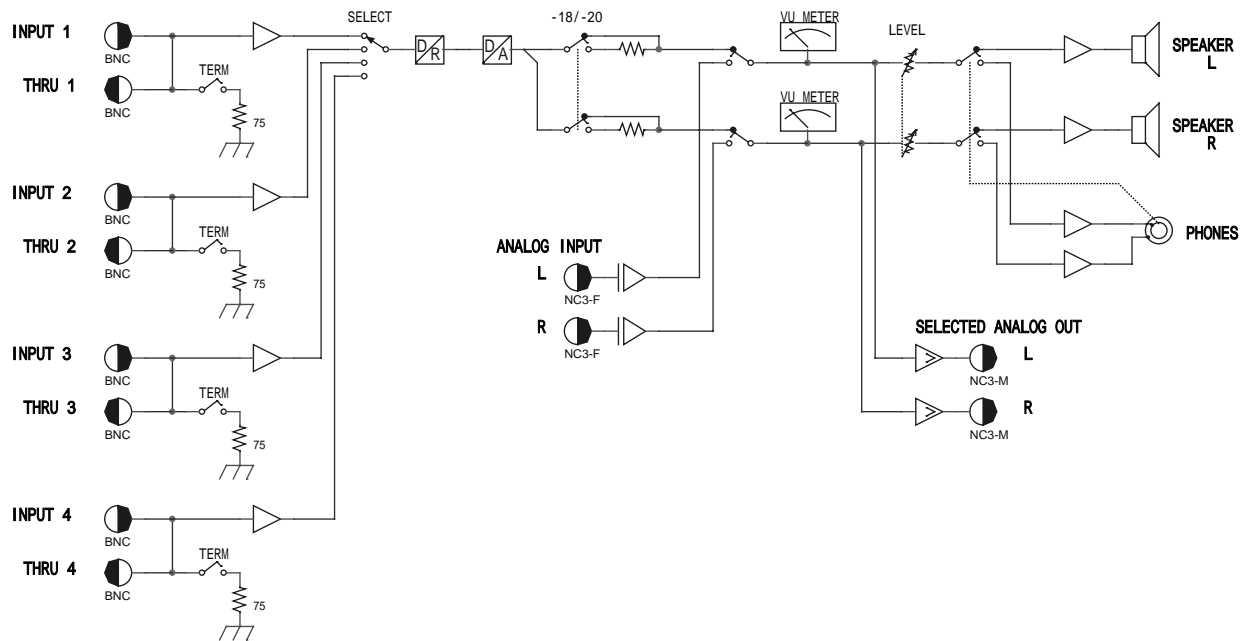 SELECT
-18/-20
VU METER
LEVEL
INPUT 1
BNC
D/R
D/A
SPEAKER
L
THRU 1
BNC
TERM
75
VU METER
SPEAKER
R
INPUT 2
BNC
THRU 2
BNC
TERM
75
PHONES
ANALOG INPUT
L
NC3-F
R
NC3-F
SELECTED ANALOG OUT
L
NC3-M
R
NC3-M
INPUT 3
BNC
THRU 3
BNC
TERM
75
INPUT 4
BNC
THRU 4
BNC
TERM
75